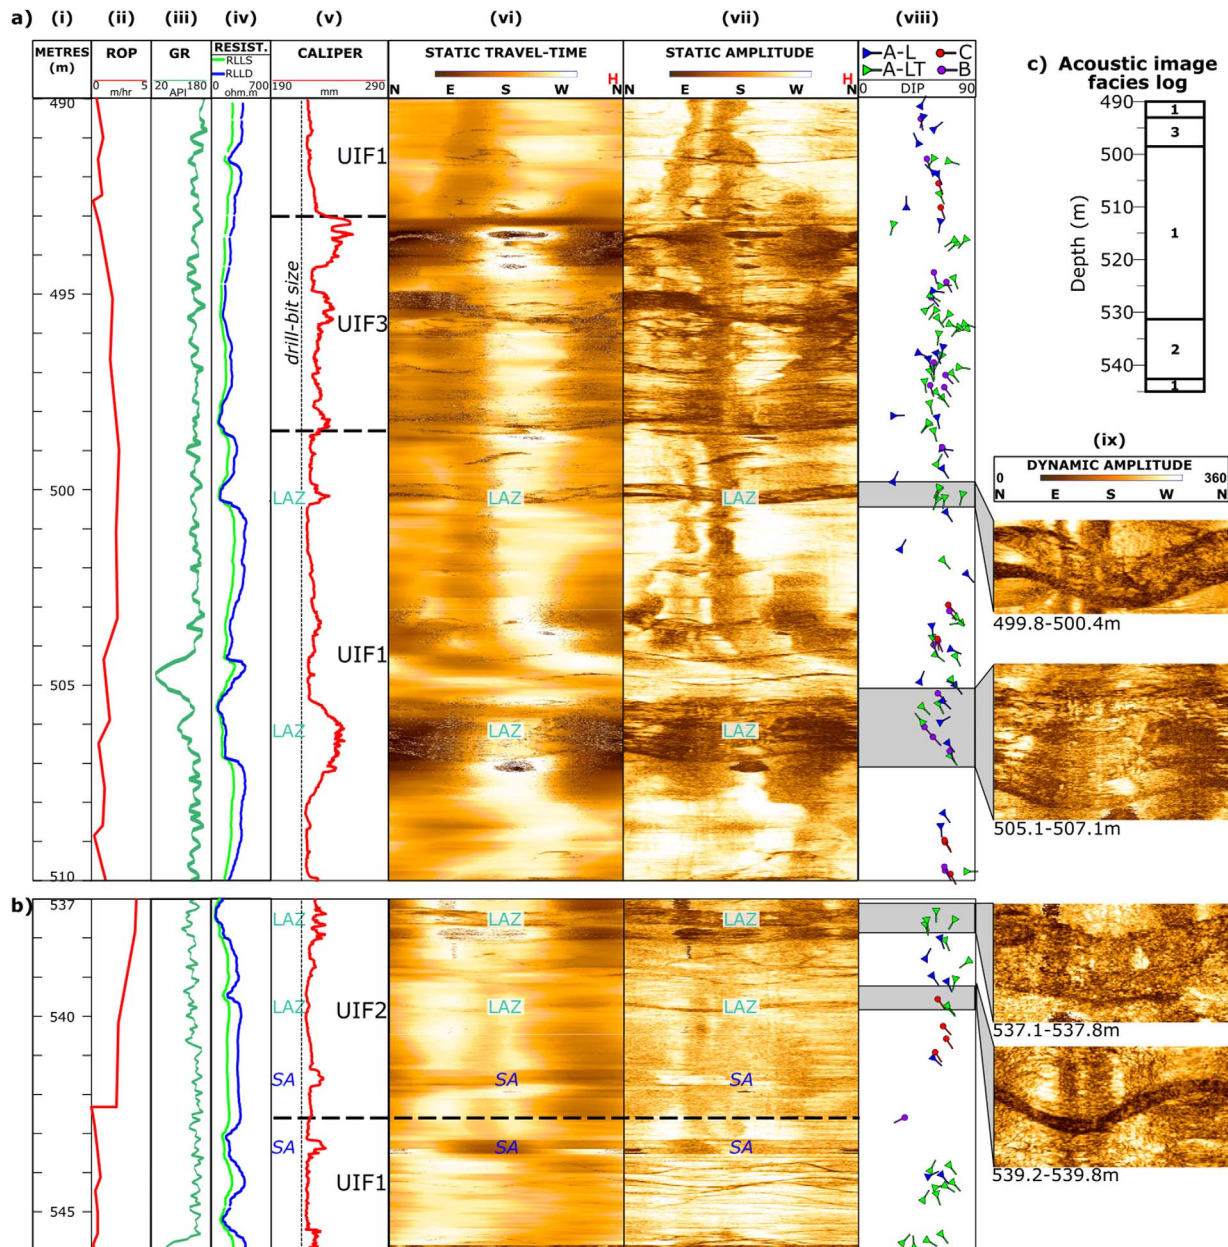 a) (i) (ii) (iii) (iv) (v) (vi) (vii) (viii)
METRES (m)
ROP
0 5
m/hr
GR
20 180
API
RESIST.
RLLS
RLLD
0 700
ohm.m
CALIPER
190 290
mm
STATIC TRAVEL-TIME
H
N E S W N
STATIC AMPLITUDE
H
N E S W N
A-L C
A-LT B
0 DIP 90
c) Acoustic image
facies log
490
500
510
520
530
540
Depth (m)
1
3
1
2
1
490
495
500
505
510
UIF1
drill-bit size
UIF3
LAZ LAZ LAZ
UIF1
LAZ LAZ LAZ
(ix)
DYNAMIC AMPLITUDE
0 360
N E S W N
499.8-500.4m
505.1-507.1m
b)
537
540
545
LAZ LAZ LAZ
LAZ UIF2 LAZ LAZ
SA SA SA
SA SA SA
UIF1
537.1-537.8m
539.2-539.8m